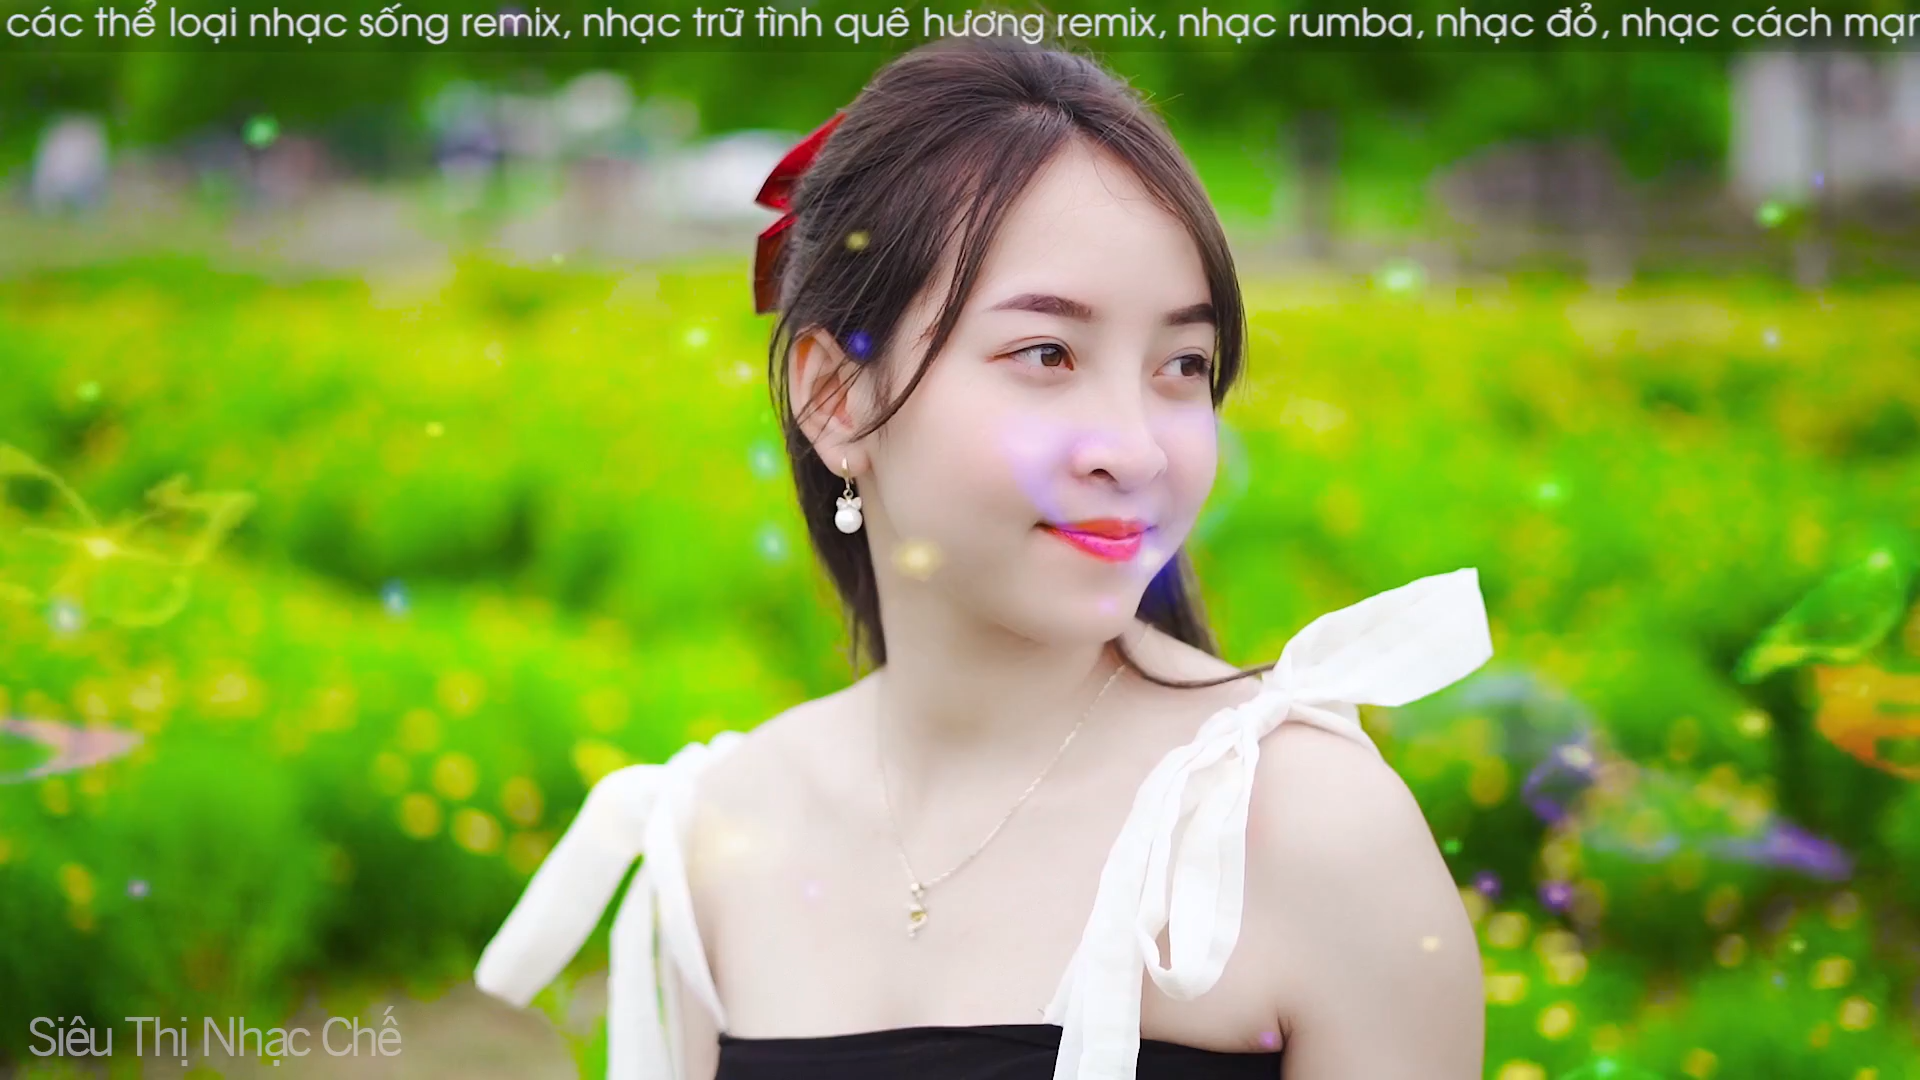 các thể loại nhạc sống remix, nhạc trữ tình quê hương remix, nhạc rumba, nhạc đỏ, nhạc cách mạn
Siêu Thị Nhạc Chế